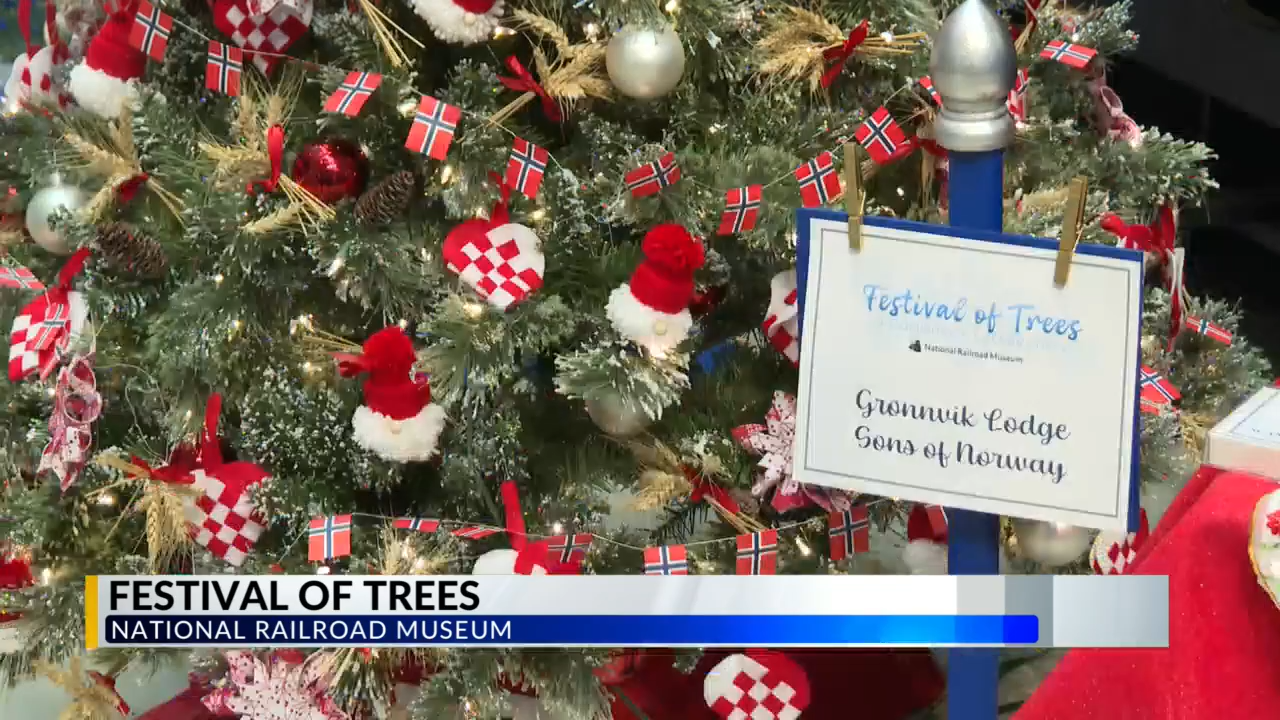 Festival of Trees
National Railroad Museum
Gronnvik Lodge
Sons of Norway
FESTIVAL OF TREES
NATIONAL RAILROAD MUSEUM